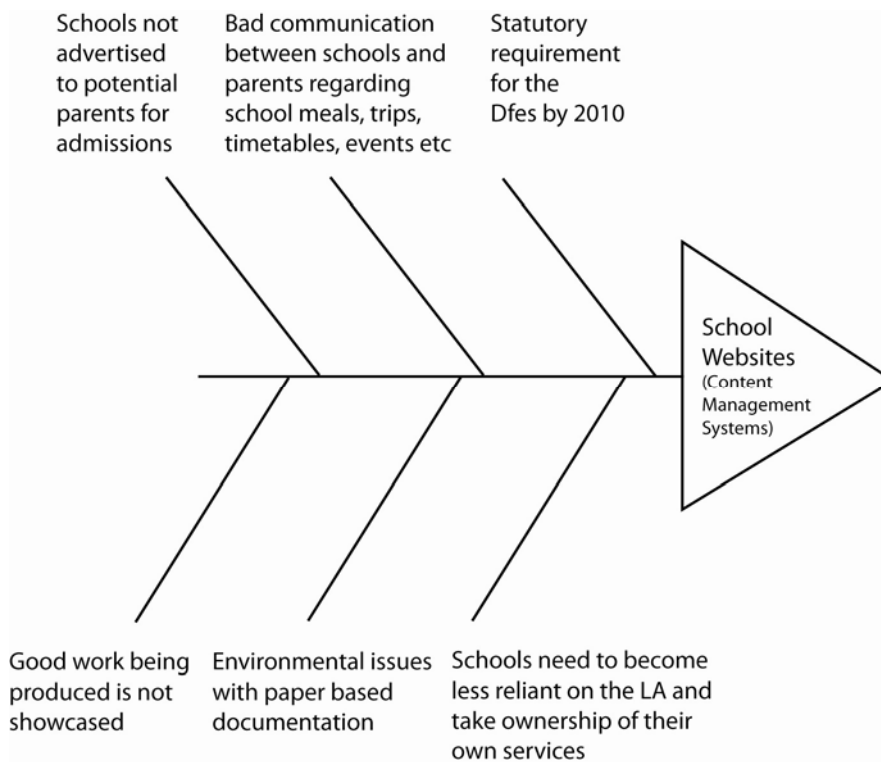 Schools not
advertised
to potential
parents for
admissions
Bad communication
between schools and
parents regarding
school meals, trips,
timetables, events etc
Statutory
requirement
for the
Dfes by 2010
School
Websites
(Content
Management
Systems)
Good work being
produced is not
showcased
Environmental issues
with paper based
documentation
Schools need to become
less reliant on the LA and
take ownership of their
own services